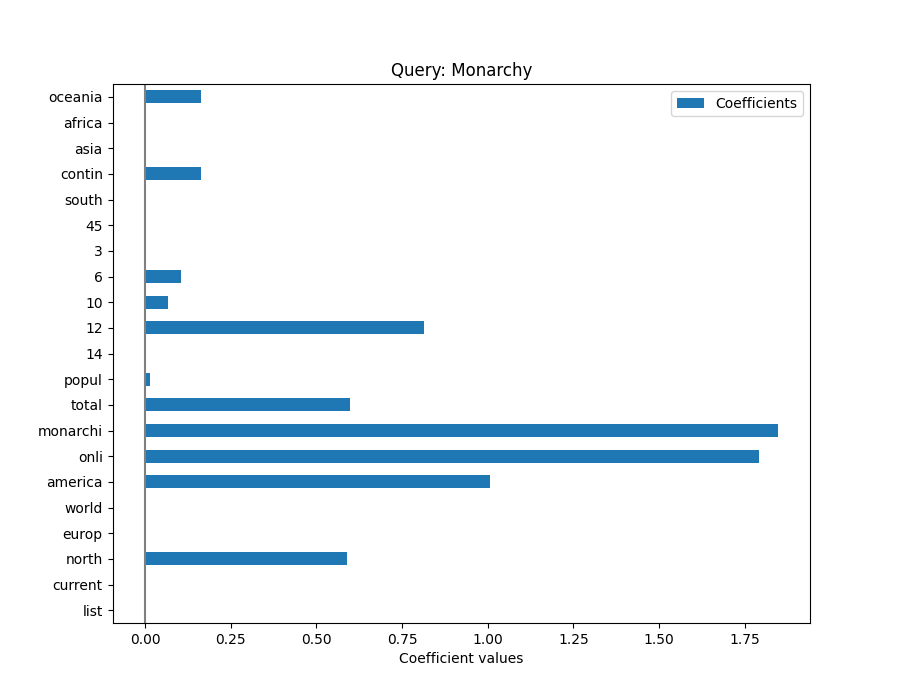 Query: Monarchy
Coefficients
oceania
africa
asia
contin
south
45
3
6
10
12
14
popul
total
monarchi
onli
america
world
europ
north
current
list
0.00 0.25 0.50 0.75 1.00 1.25 1.50 1.75
Coefficient values